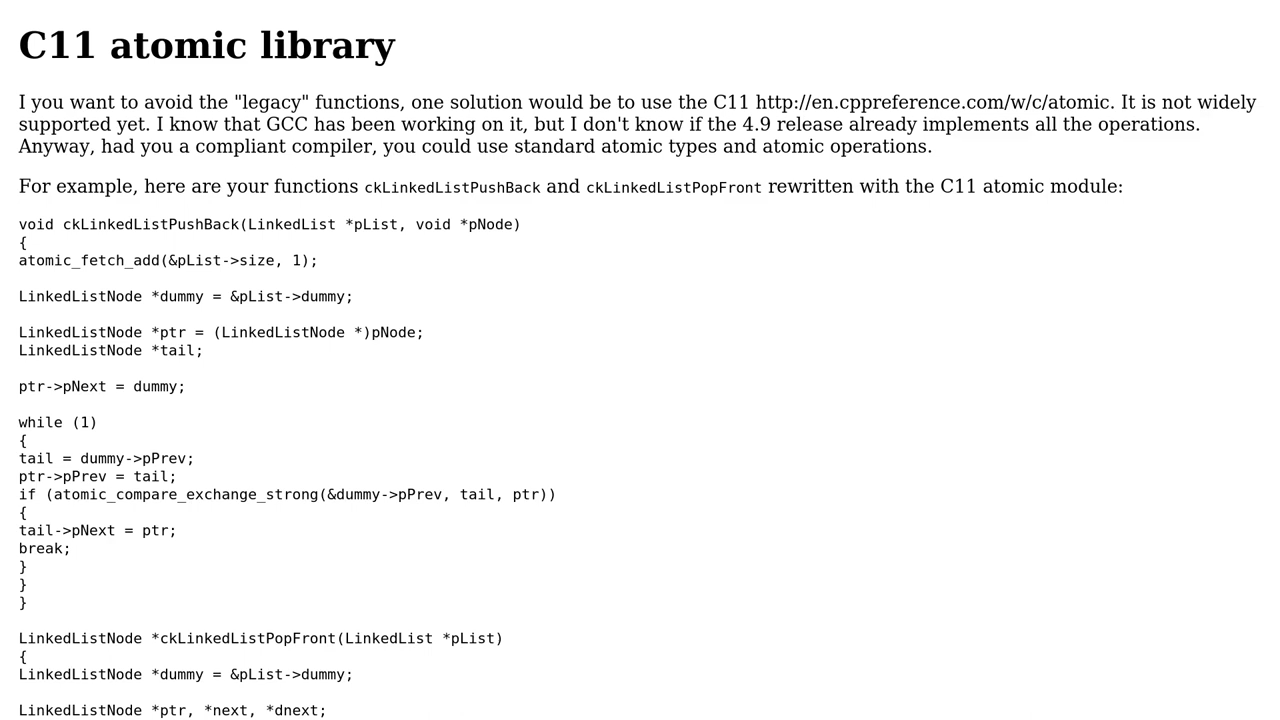 C11 atomic library
I you want to avoid the "legacy" functions, one solution would be to use the C11 http://en.cppreference.com/w/c/atomic. It is not widely
supported yet. I know that GCC has been working on it, but I don't know if the 4.9 release already implements all the operations.
Anyway, had you a compliant compiler, you could use standard atomic types and atomic operations.
For example, here are your functions ckLinkedListPushBack and ckLinkedListPopFront rewritten with the C11 atomic module:
void ckLinkedListPushBack(LinkedList *pList, void *pNode)
{
atomic_fetch_add(&pList->size, 1);
LinkedListNode *dummy = &pList->dummy;
LinkedListNode *ptr = (LinkedListNode *)pNode;
LinkedListNode *tail;
ptr->pNext = dummy;
while (1)
{
tail = dummy->pPrev;
ptr->pPrev = tail;
if (atomic_compare_exchange_strong(&dummy->pPrev, tail, ptr))
{
tail->pNext = ptr;
break;
}
}
}
LinkedListNode *ckLinkedListPopFront(LinkedList *pList)
{
LinkedListNode *dummy = &pList->dummy;
LinkedListNode *ptr, *next, *dnext;